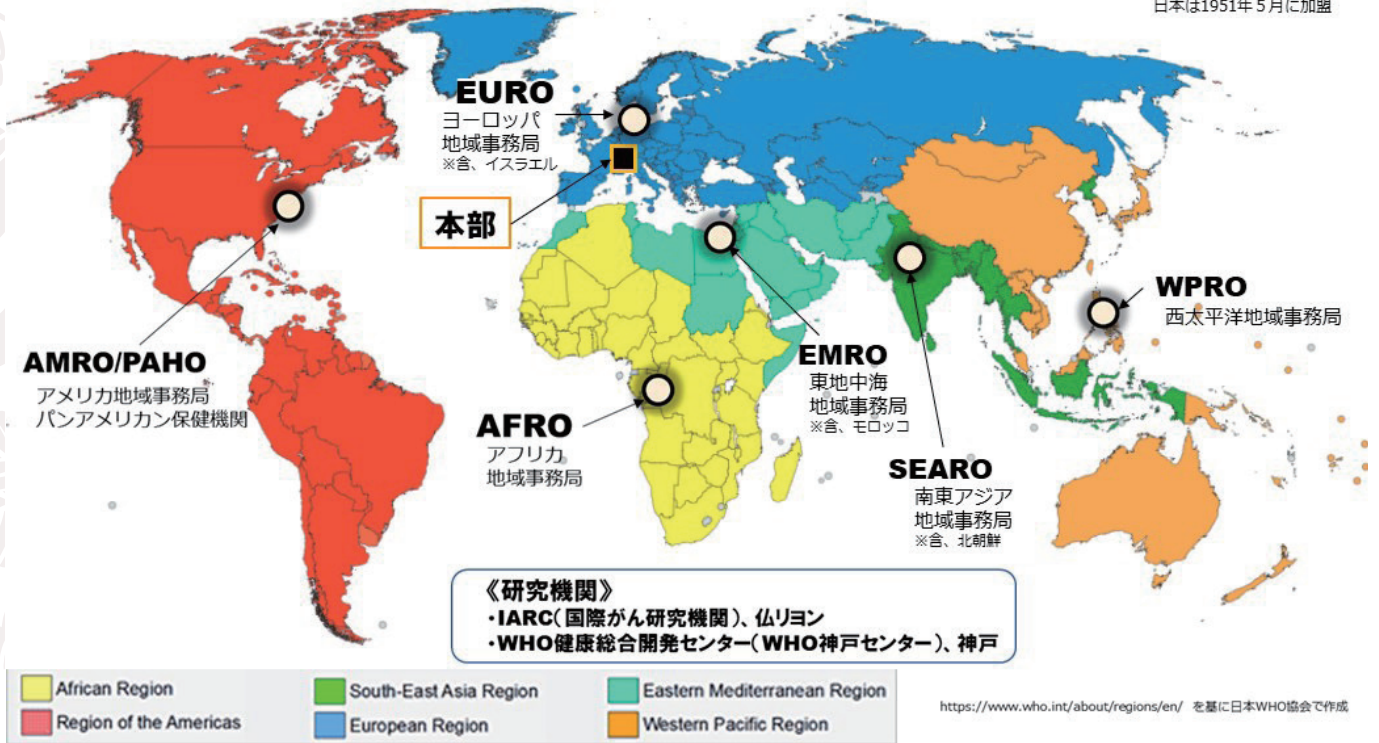 日本は1951年5月に加盟
EURO
ヨーロッパ
地域事務局
※含、イスラエル
本部
WPRO
西太平洋地域事務局
AMRO/PAHO
アメリカ地域事務局
パンアメリカン保健機関
EMRO
東地中海
地域事務局
※含、モロッコ
AFRO
アフリカ
地域事務局
SEARO
南東アジア
地域事務局
※含、北朝鮮
《研究機関》
・IARC(国際がん研究機関)、仏リヨン
・WHO健康総合開発センター(WHO神戸センター)、神戸
African Region
South-East Asia Region
Eastern Mediterranean Region
Region of the Americas
European Region
Western Pacific Region
https://www.who.int/about/regions/en/ を基に日本WHO協会で作成